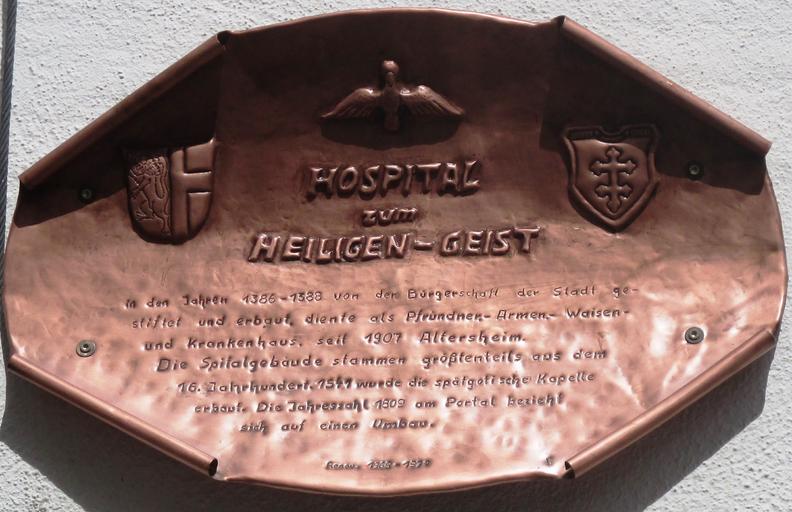 HOSPITAL
zum
HEILIGEN-GEIST
in den Jahren 1386-1388 von der Bürgerschaft der Stadt ge-
stiftet und erbaut, diente als Pfründner,- Armen,- Waisen-
und Krankenhaus, seit 1907 Altersheim.
Die Spitalgebäude stammen größtenteils aus dem
16. Jahrhundert. 1511 wurde die spätgotische Kapelle
erbaut. Die Jahreszahl 1809 am Portal bezieht
sich auf einen Umbau.